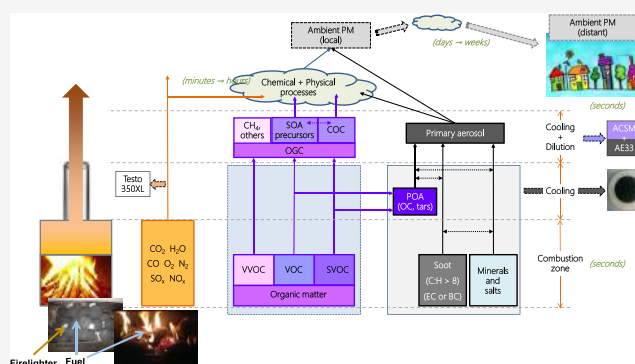 Ambient PM
(local)
(days → weeks)
Ambient PM
(distant)
(minutes → hours)
Chemical + Physical
processes
(seconds)
CH₄,
others
SOA
precursors
COC
OGC
Primary aerosol
Cooling
+
Dilution
ACSM
+
AE33
Testo
350XL
POA
(OC, tars)
Cooling
CO₂ H₂O
CO O₂ N₂
SOₓ NOₓ
VVOC
VOC
SVOC
Organic matter
Soot
(C:H > 8)
(EC or BC)
Minerals
and
salts
Combustion
zone
(seconds)
Firelighter
Fuel